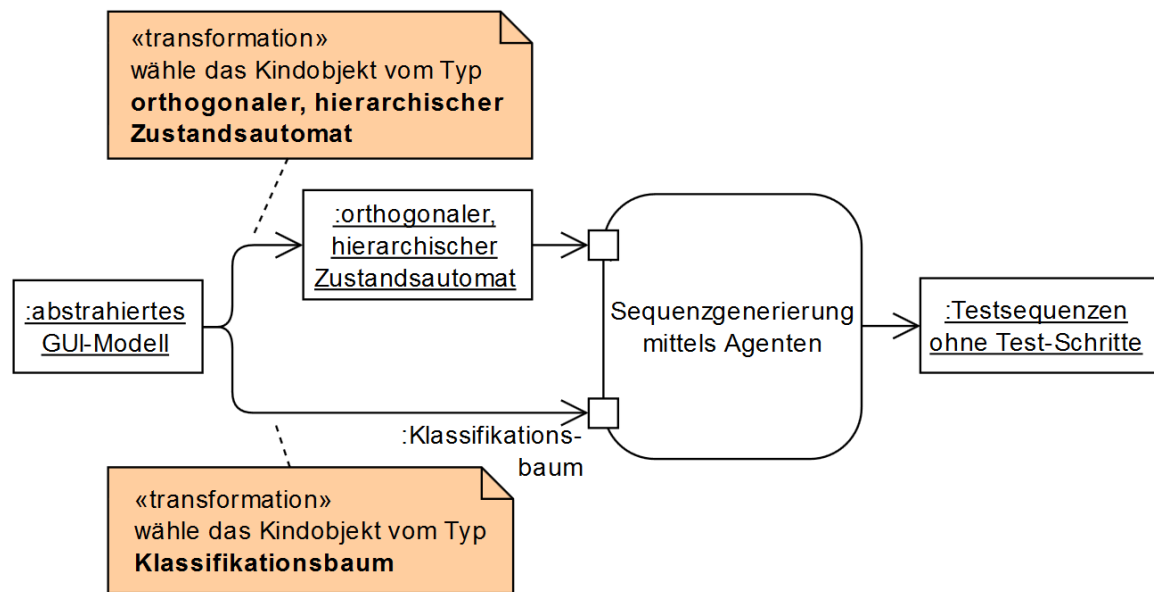 «transformation»
wähle das Kindobjekt vom Typ
orthogonaler, hierarchischer
Zustandsautomat
:orthogonaler,
hierarchischer
Zustandsautomat
:abstrahiertes
GUI-Modell
Sequenzgenerierung
mittels Agenten
:Testsequenzen
ohne Test-Schritte
:Klassifikations-
baum
«transformation»
wähle das Kindobjekt vom Typ
Klassifikationsbaum